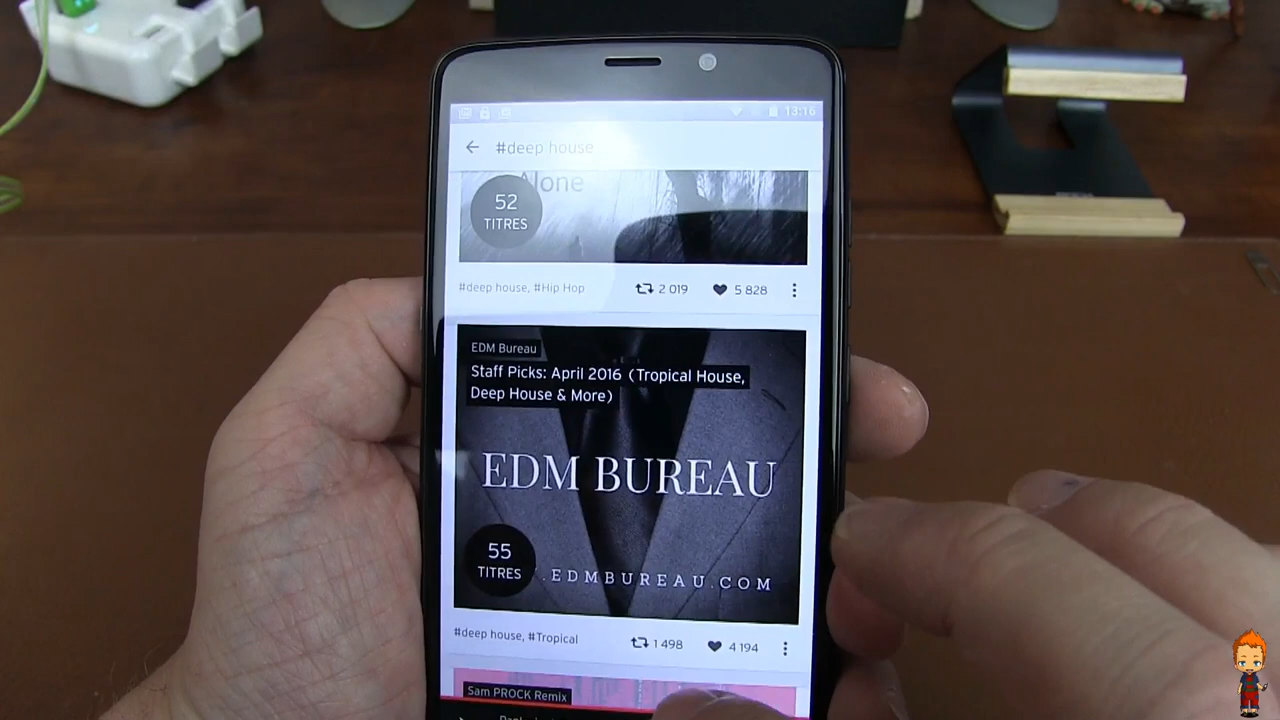 13:16
#deep house
Alone
52
TITRES
#deep house, #Hip Hop
2 019
5 828
EDM Bureau
Staff Picks: April 2016 (Tropical House,
Deep House & More)
EDM BUREAU
55
TITRES
.EDMBUREAU.COM
#deep house, #Tropical
1 498
4 194
Sam PROCK Remix